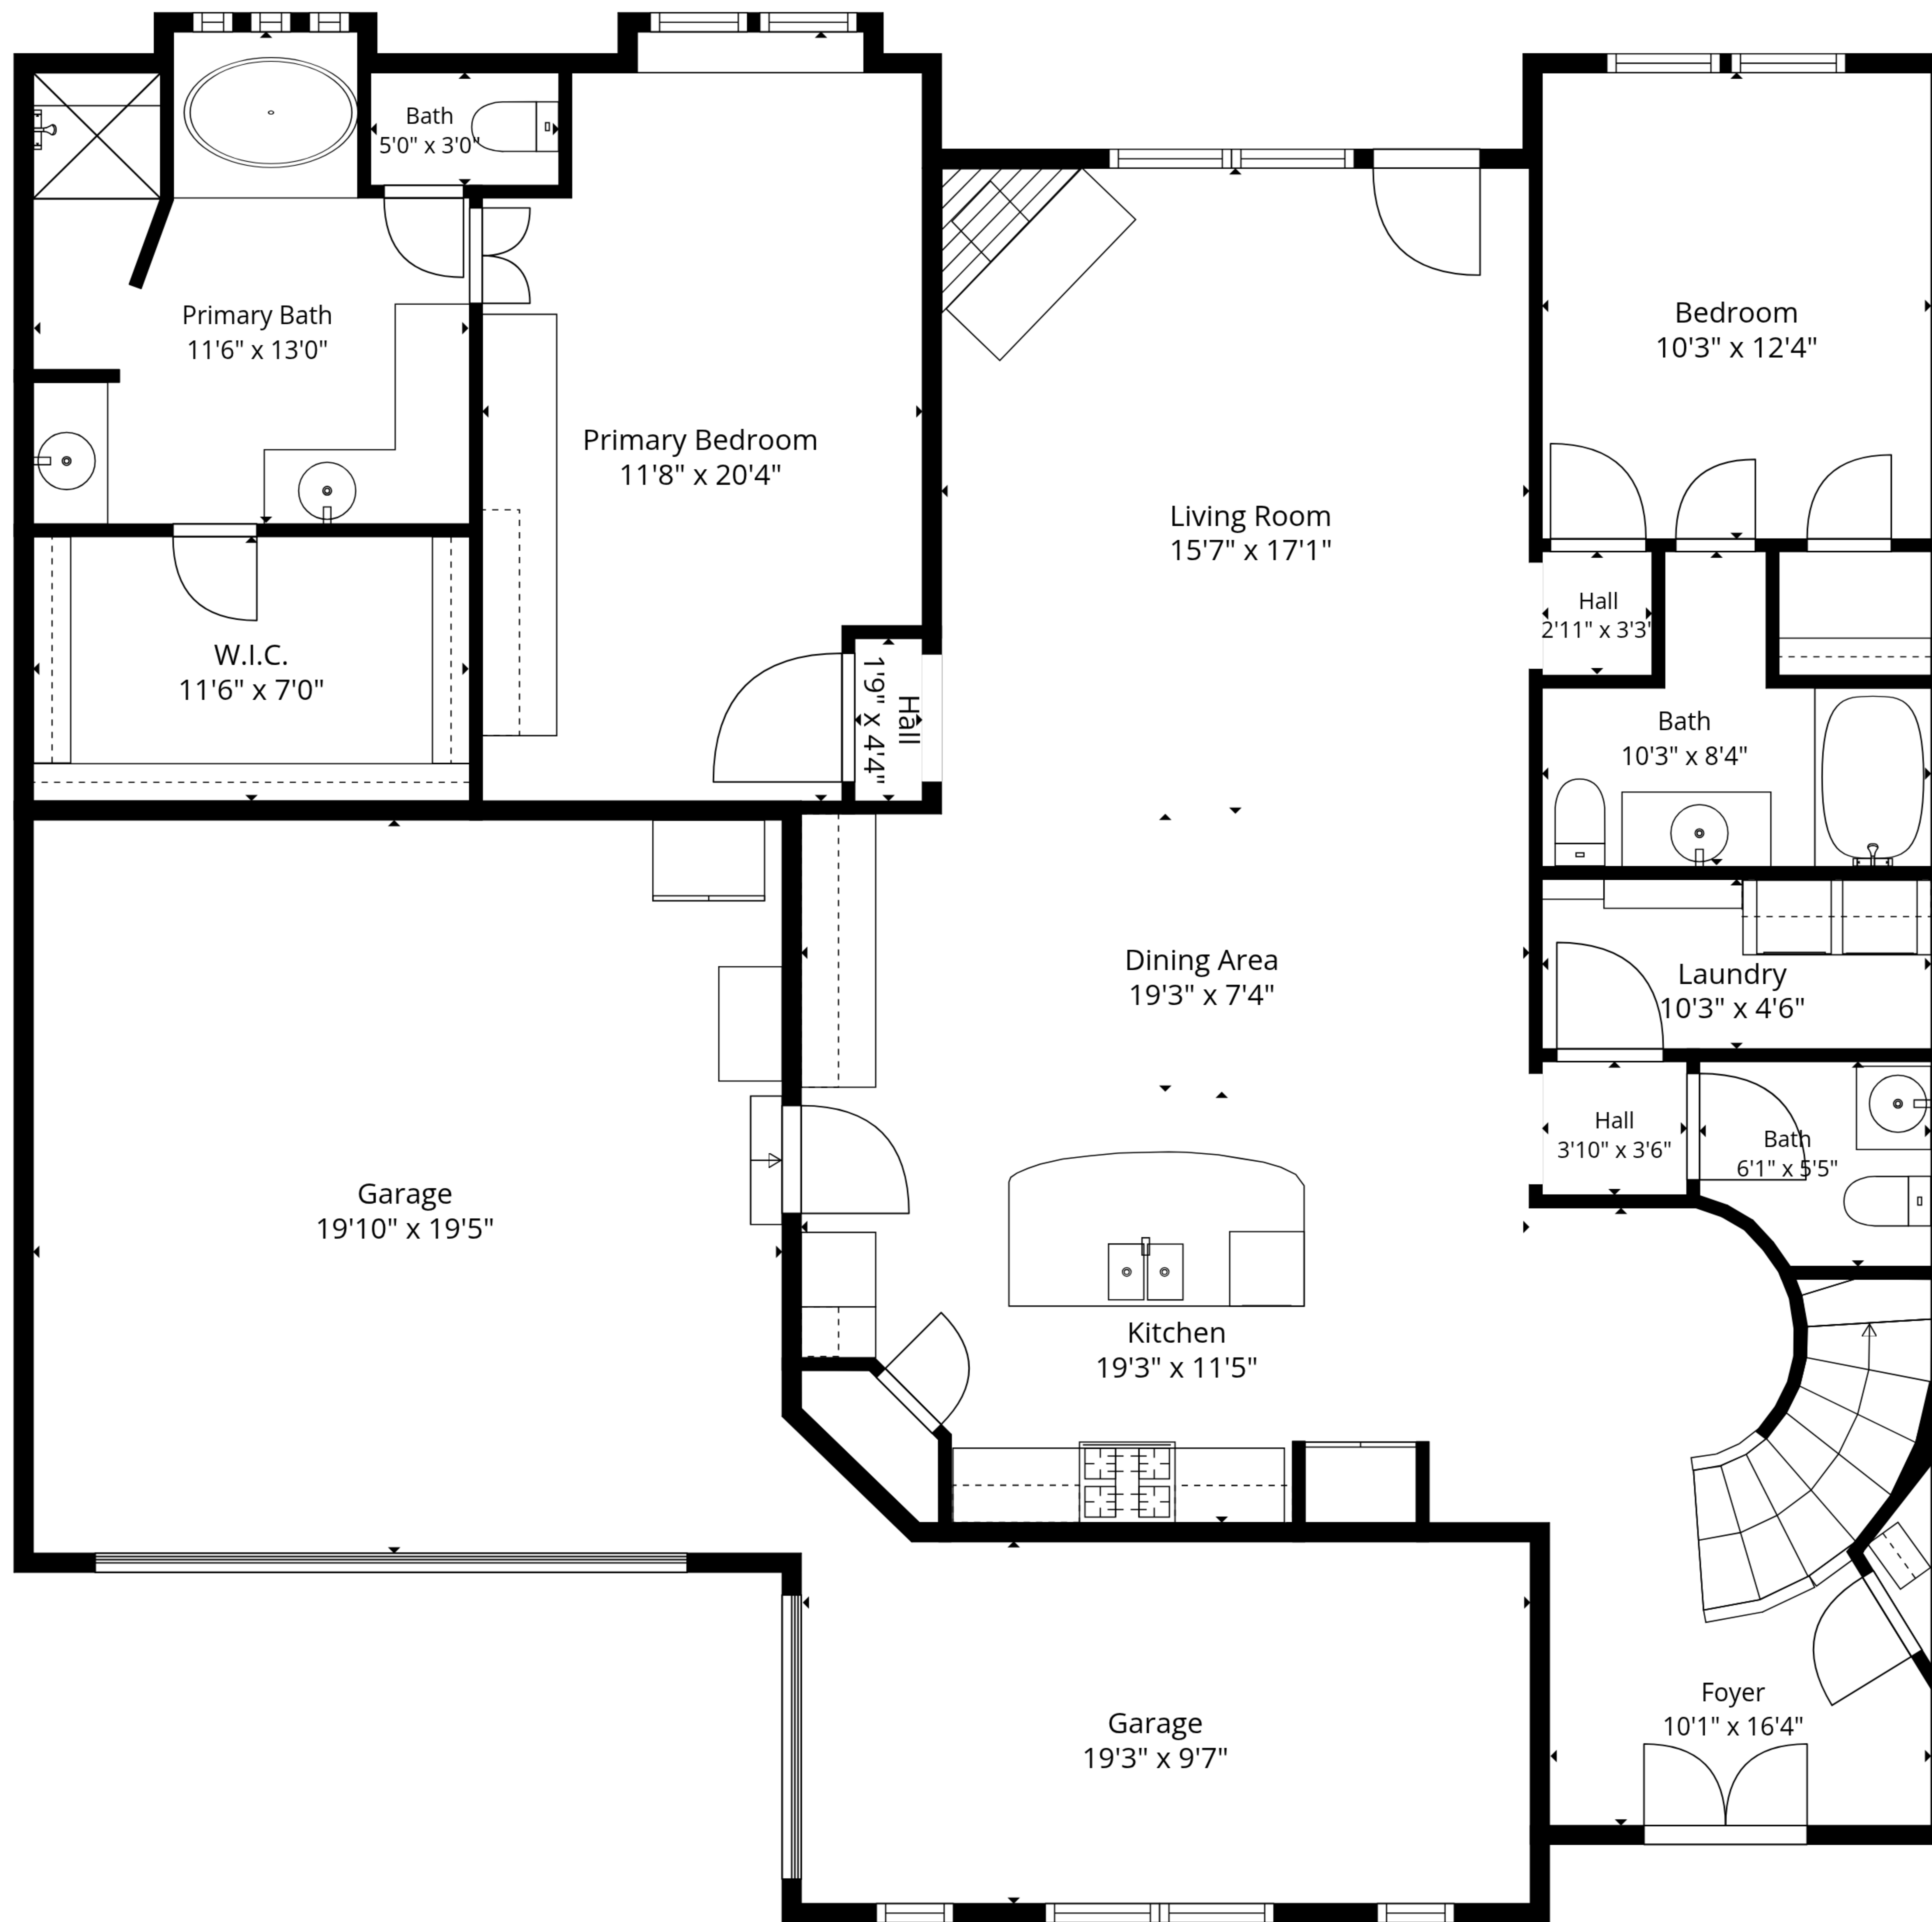 Bath
5'0" x 3'0"
Primary Bath
11'6" x 13'0"
Bedroom
10'3" x 12'4"
Primary Bedroom
11'8" x 20'4"
Living Room
15'7" x 17'1"
Hall
2'11" x 3'3"
W.I.C.
11'6" x 7'0"
Hall
1'9" x 4'4"
Bath
10'3" x 8'4"
Dining Area
19'3" x 7'4"
Laundry
10'3" x 4'6"
Hall
3'10" x 3'6"
Bath
6'1" x 5'5"
Garage
19'10" x 19'5"
Kitchen
19'3" x 11'5"
Foyer
10'1" x 16'4"
Garage
19'3" x 9'7"